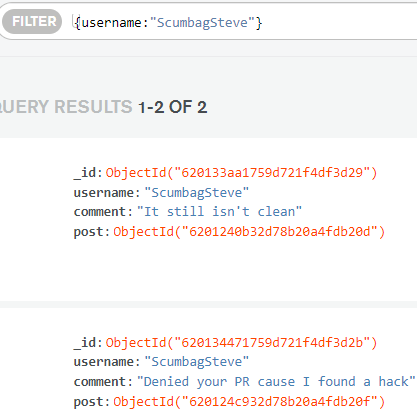 FILTER {username:"ScumbagSteve"}
QUERY RESULTS 1-2 OF 2
_id: ObjectId("620133aa1759d721f4df3d29")
username: "ScumbagSteve"
comment: "It still isn't clean"
post: ObjectId("6201240b32d78b20a4fdb20d")
_id: ObjectId("620134471759d721f4df3d2b")
username: "ScumbagSteve"
comment: "Denied your PR cause I found a hack"
post: ObjectId("620124c932d78b20a4fdb20f")